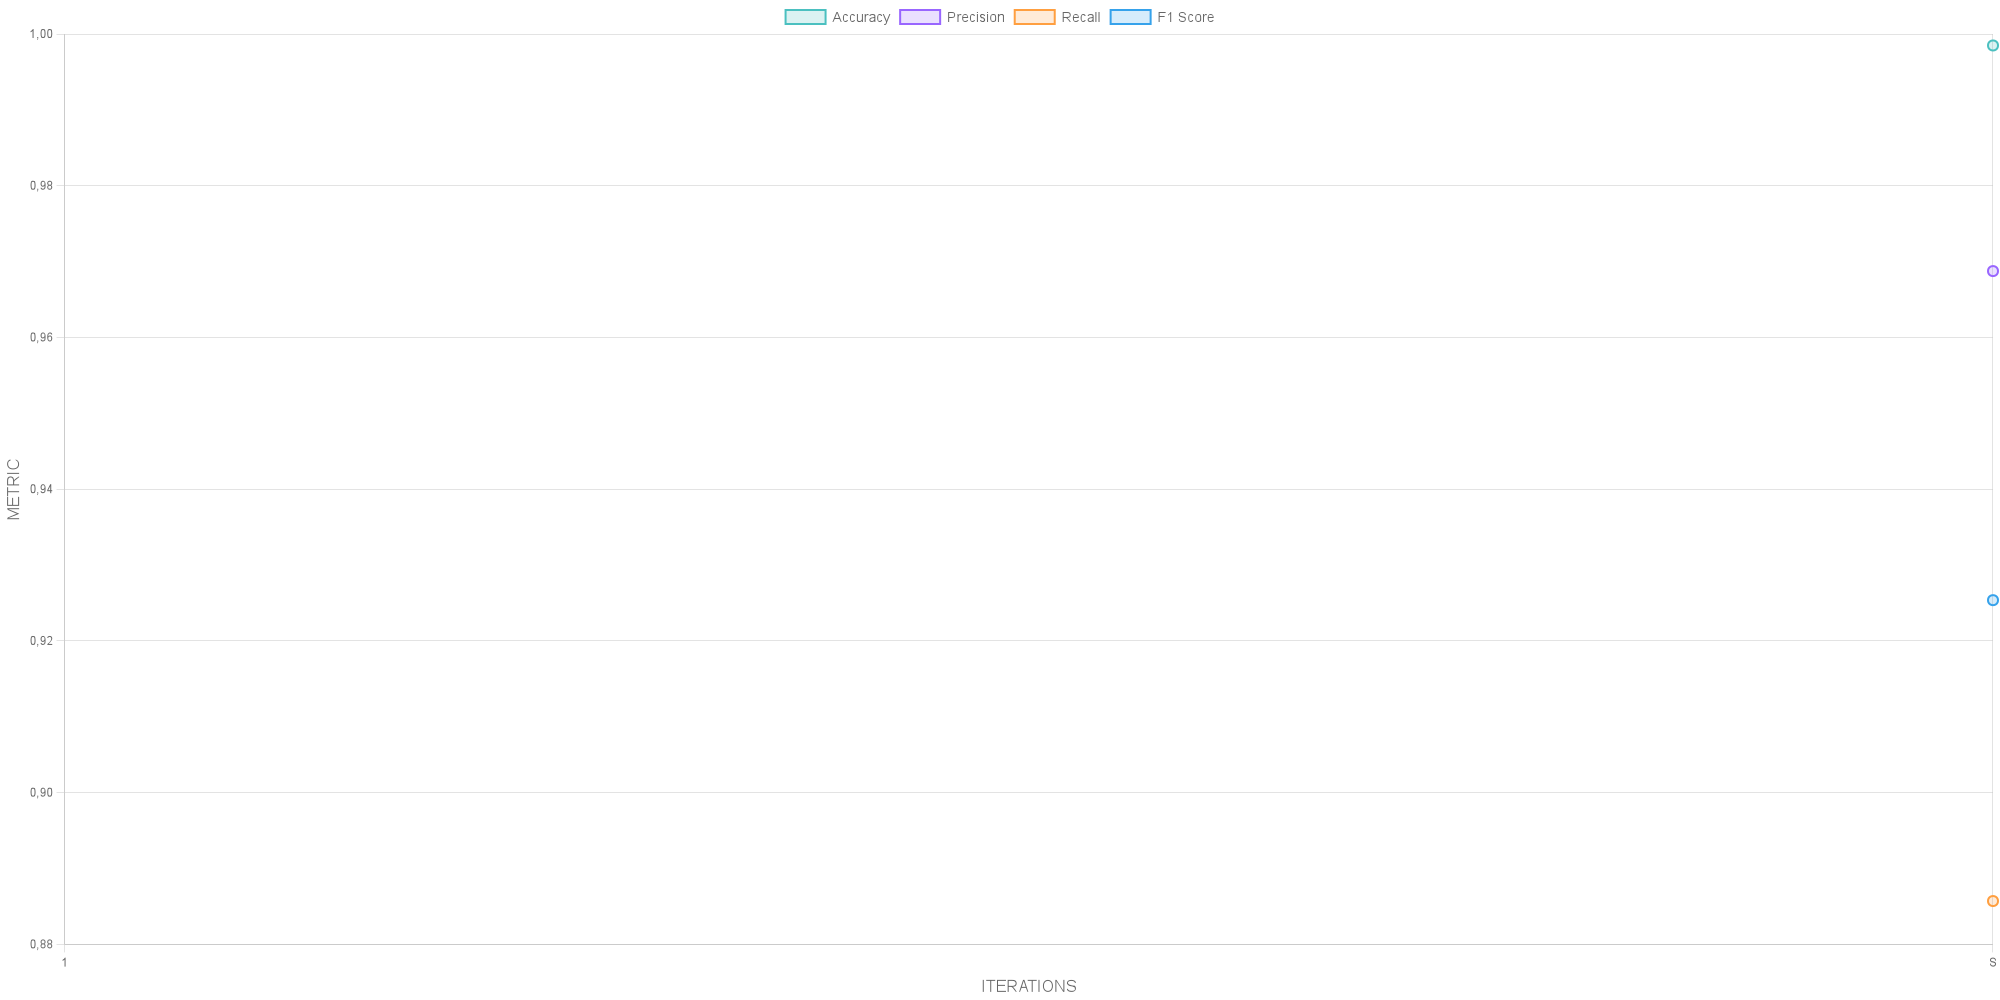 Accuracy Precision Recall F1 Score
1,00
0,98
0,96
0,94
0,92
0,90
0,88
METRIC
1 S
ITERATIONS